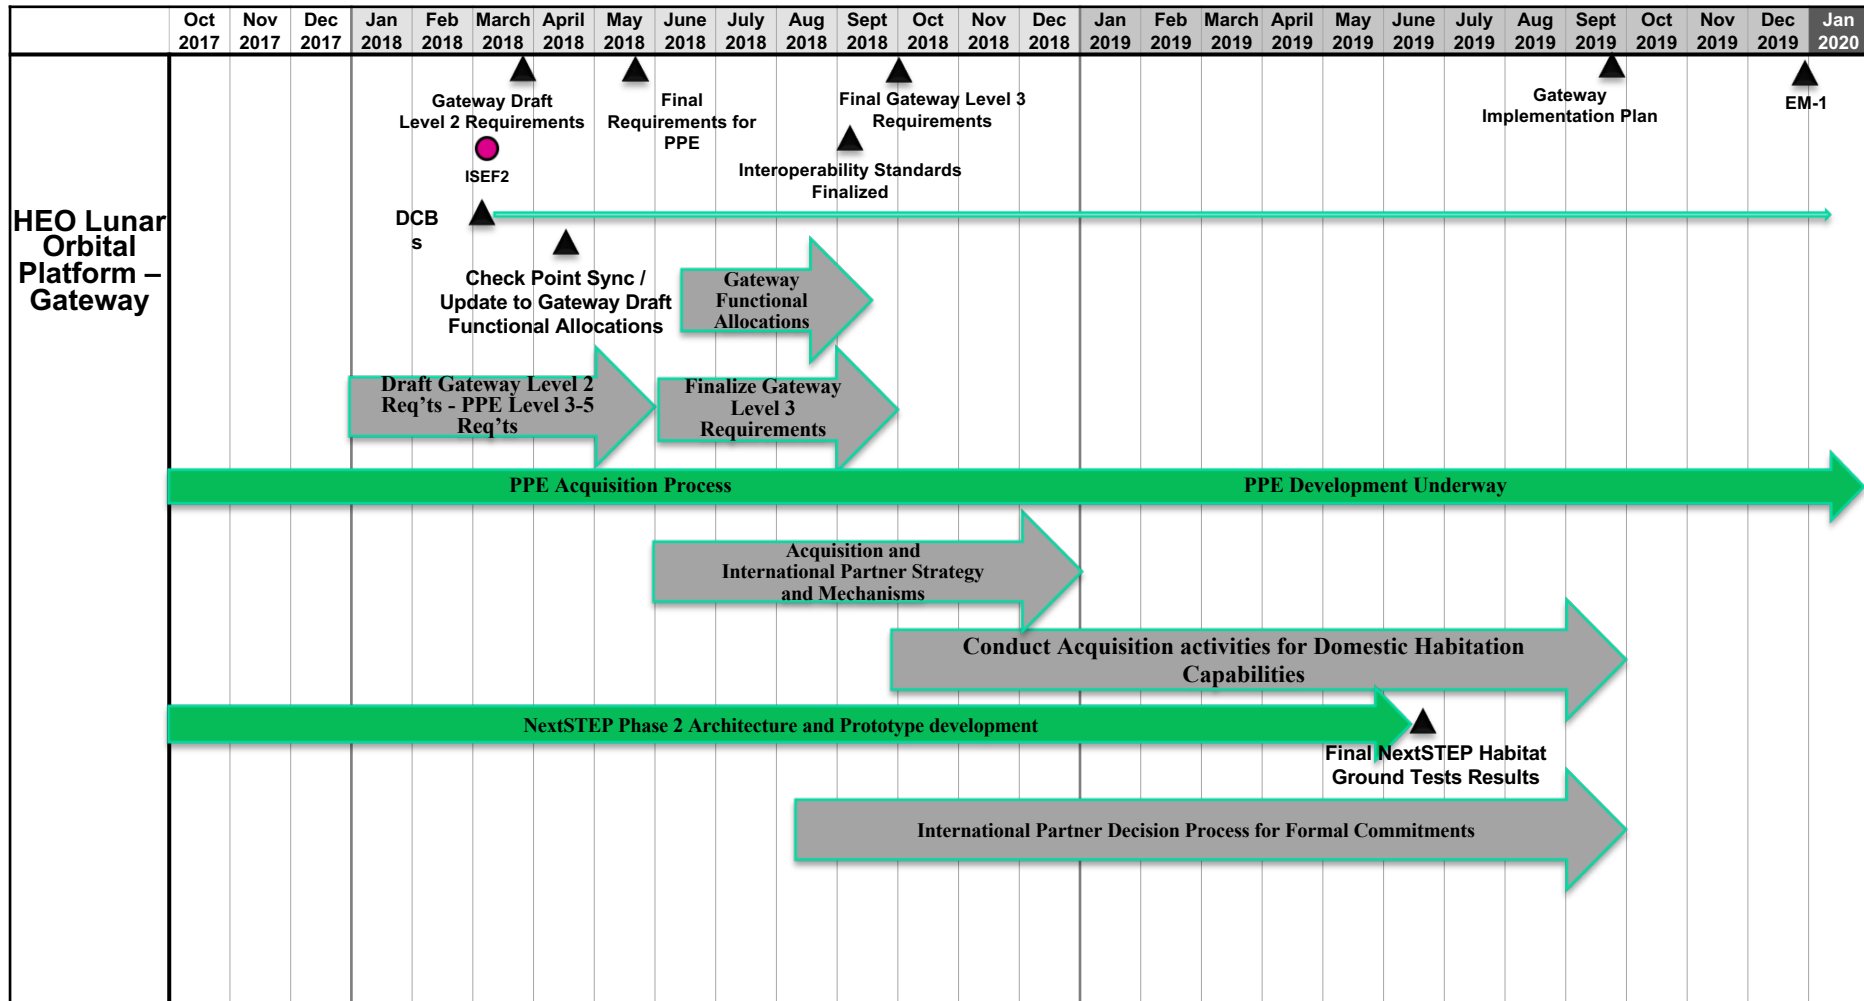 Oct Nov Dec Jan Feb March April May June July Aug Sept Oct Nov Dec Jan Feb March April May June July Aug Sept Oct Nov Dec Jan
2017 2017 2017 2018 2018 2018 2018 2018 2018 2018 2018 2018 2018 2018 2018 2019 2019 2019 2019 2019 2019 2019 2019 2019 2019 2019 2019 2020
HEO Lunar
Orbital
Platform –
Gateway
Gateway Draft
Level 2 Requirements
Final
Requirements for
PPE
Final Gateway Level 3
Requirements
Gateway
Implementation Plan
EM-1
ISEF2
Interoperability Standards
Finalized
DCB
s
Check Point Sync /
Update to Gateway Draft
Functional Allocations
Gateway
Functional
Allocations
Draft Gateway Level 2
Req’ts - PPE Level 3-5
Req’ts
Finalize Gateway
Level 3
Requirements
PPE Acquisition Process
PPE Development Underway
Acquisition and
International Partner Strategy
and Mechanisms
Conduct Acquisition activities for Domestic Habitation
Capabilities
NextSTEP Phase 2 Architecture and Prototype development
Final NextSTEP Habitat
Ground Tests Results
International Partner Decision Process for Formal Commitments